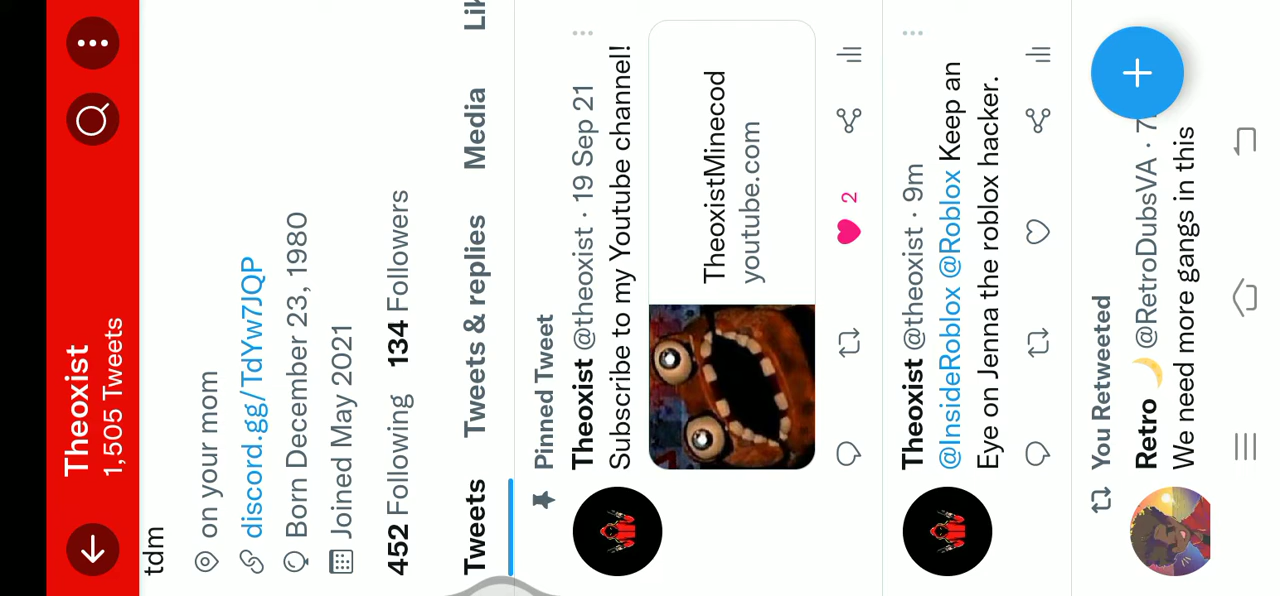 Theoxist
1,505 Tweets
tdm
on your mom
discord.gg/TdYw7JQP
Born December 23, 1980
Joined May 2021
452 Following 134 Followers
Tweets Tweets & replies Media Lik
Pinned Tweet
Theoxist @theoxist · 19 Sep 21
Subscribe to my Youtube channel!
TheoxistMinecod
youtube.com
2
Theoxist @theoxist · 9m
@InsideRoblox @Roblox Keep an
Eye on Jenna the roblox hacker.
You Retweeted
Retro 🌙 @RetroDubsVA · 7
We need more gangs in this